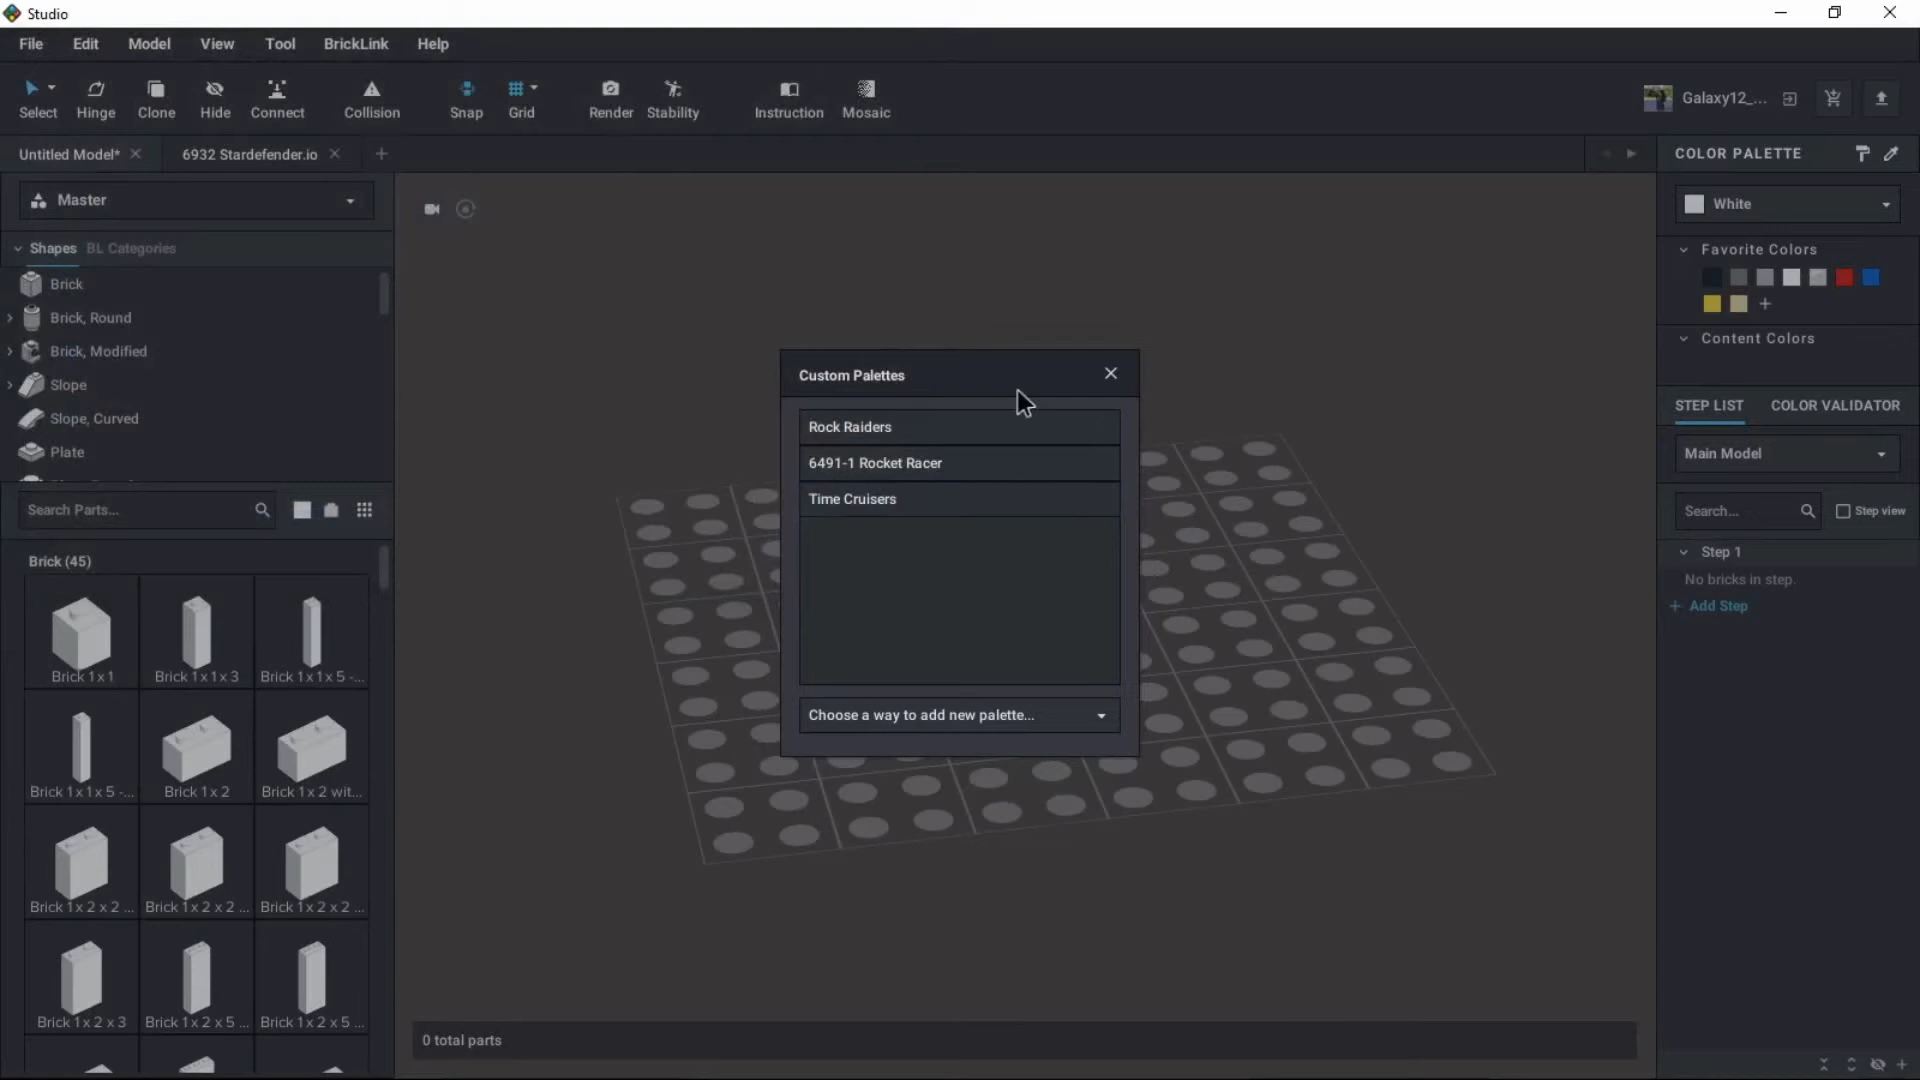 Studio
File Edit Model View Tool BrickLink Help
Select Hinge Clone Hide Connect Collision Snap Grid Render Stability Instruction Mosaic
Galaxy12_...
Untitled Model* 6932 Stardefender.io
Master
Shapes BL Categories
Brick
Brick, Round
Brick, Modified
Slope
Slope, Curved
Plate
Search Parts...
Brick (45)
Brick 1 x 1 Brick 1 x 1 x 3 Brick 1 x 1 x 5 -...
Brick 1 x 1 x 5 -... Brick 1 x 2 Brick 1 x 2 wit...
Brick 1 x 2 x 2 ... Brick 1 x 2 x 2 ... Brick 1 x 2 x 2 ...
Brick 1 x 2 x 3 Brick 1 x 2 x 5 ... Brick 1 x 2 x 5 ...
Custom Palettes
Rock Raiders
6491-1 Rocket Racer
Time Cruisers
Choose a way to add new palette...
0 total parts
COLOR PALETTE
White
Favorite Colors
Content Colors
STEP LIST COLOR VALIDATOR
Main Model
Search... Step view
Step 1
No bricks in step.
+ Add Step